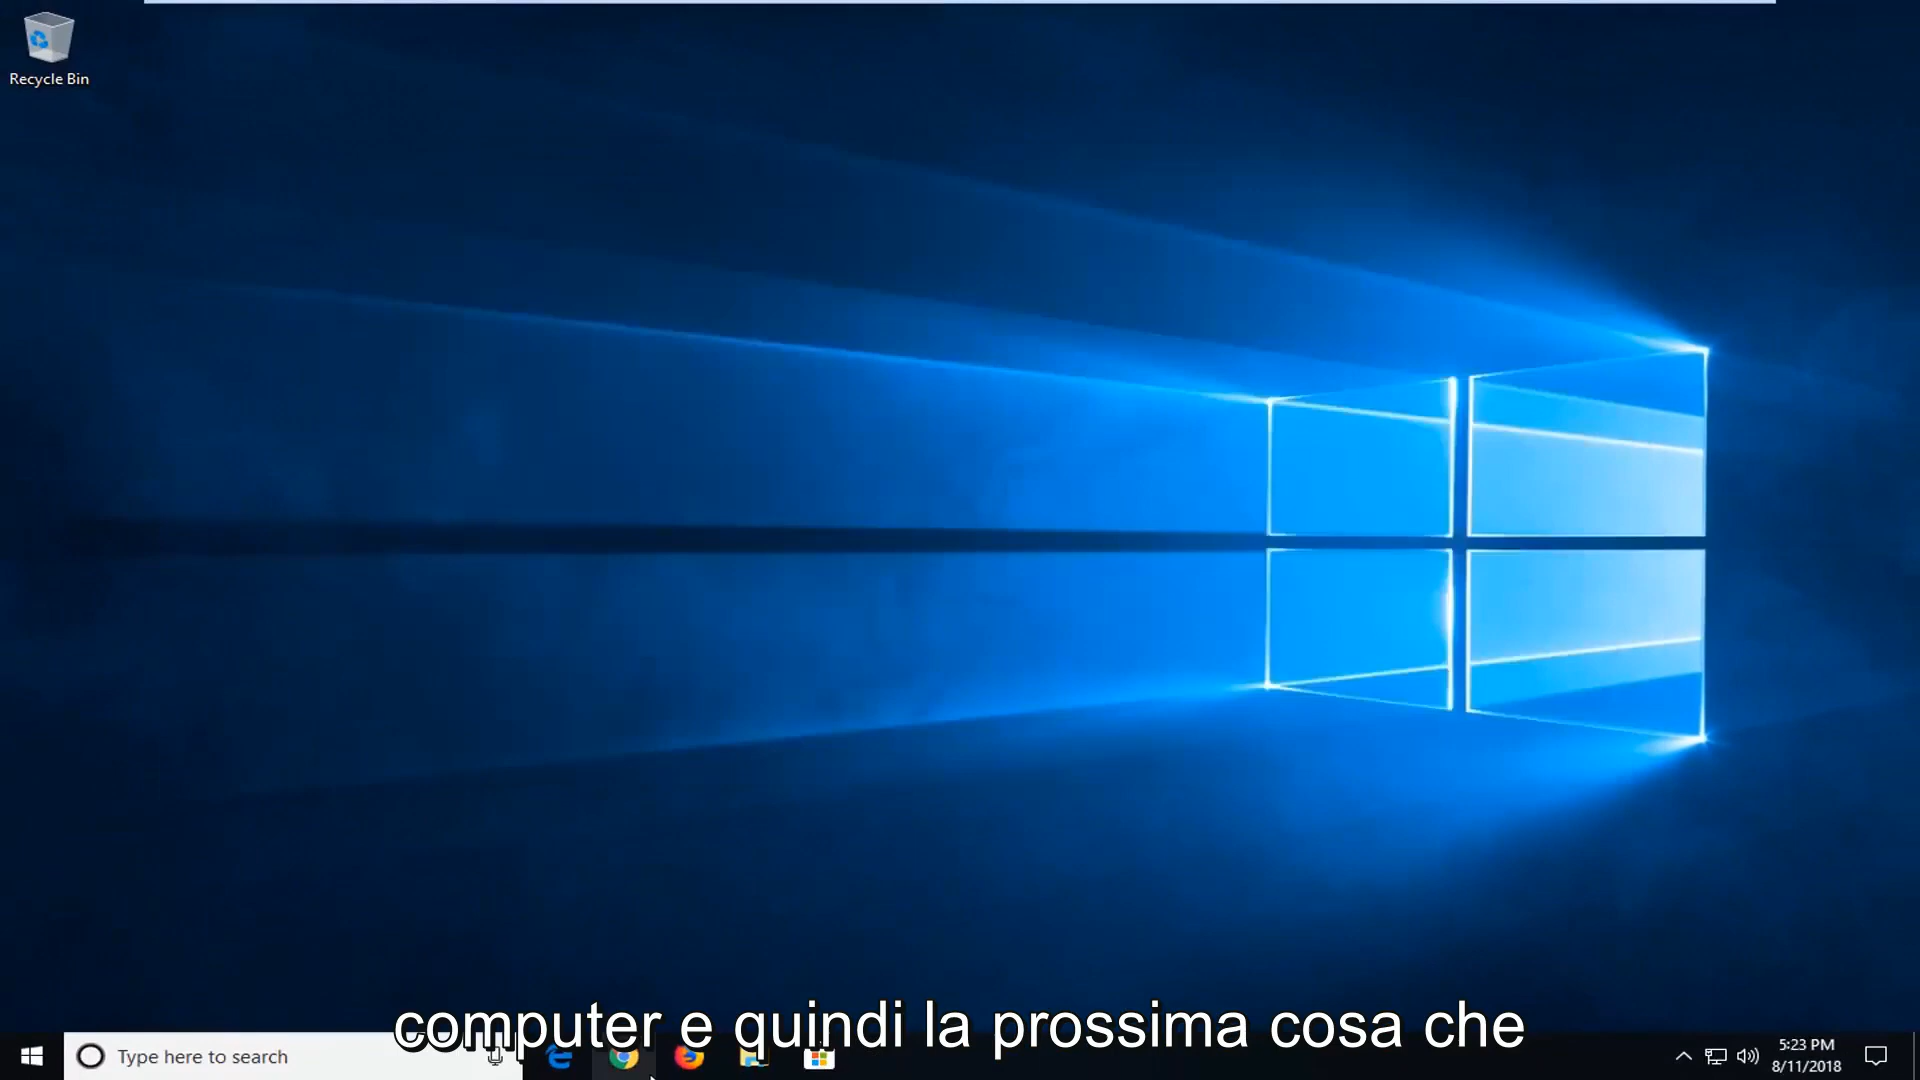 Recycle Bin
computer e quindi la prossima cosa che
Type here to search
5:23 PM
8/11/2018